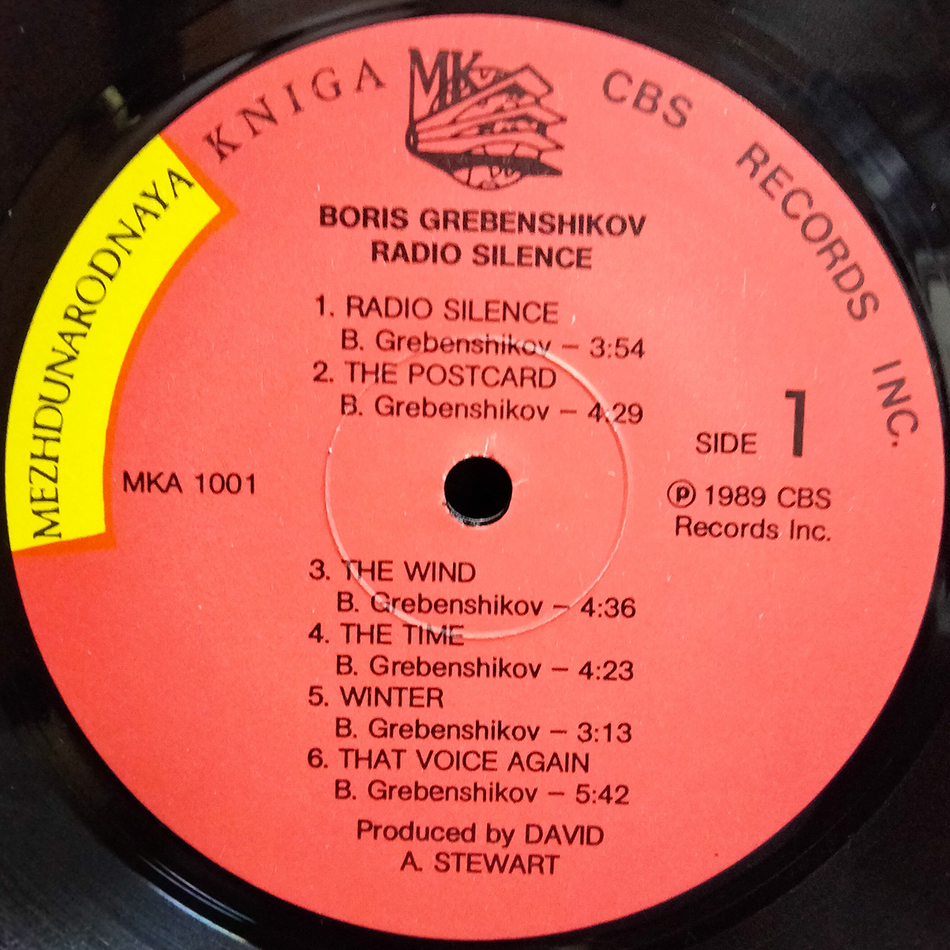 MEZHDUNARODNAYA
KNIGA
MK
CBS RECORDS INC.
BORIS GREBENSHIKOV
RADIO SILENCE
1. RADIO SILENCE
B. Grebenshikov – 3:54
2. THE POSTCARD
B. Grebenshikov – 4:29
SIDE 1
MKA 1001
℗ 1989 CBS
Records Inc.
3. THE WIND
B. Grebenshikov – 4:36
4. THE TIME
B. Grebenshikov – 4:23
5. WINTER
B. Grebenshikov – 3:13
6. THAT VOICE AGAIN
B. Grebenshikov – 5:42
Produced by DAVID
A. STEWART